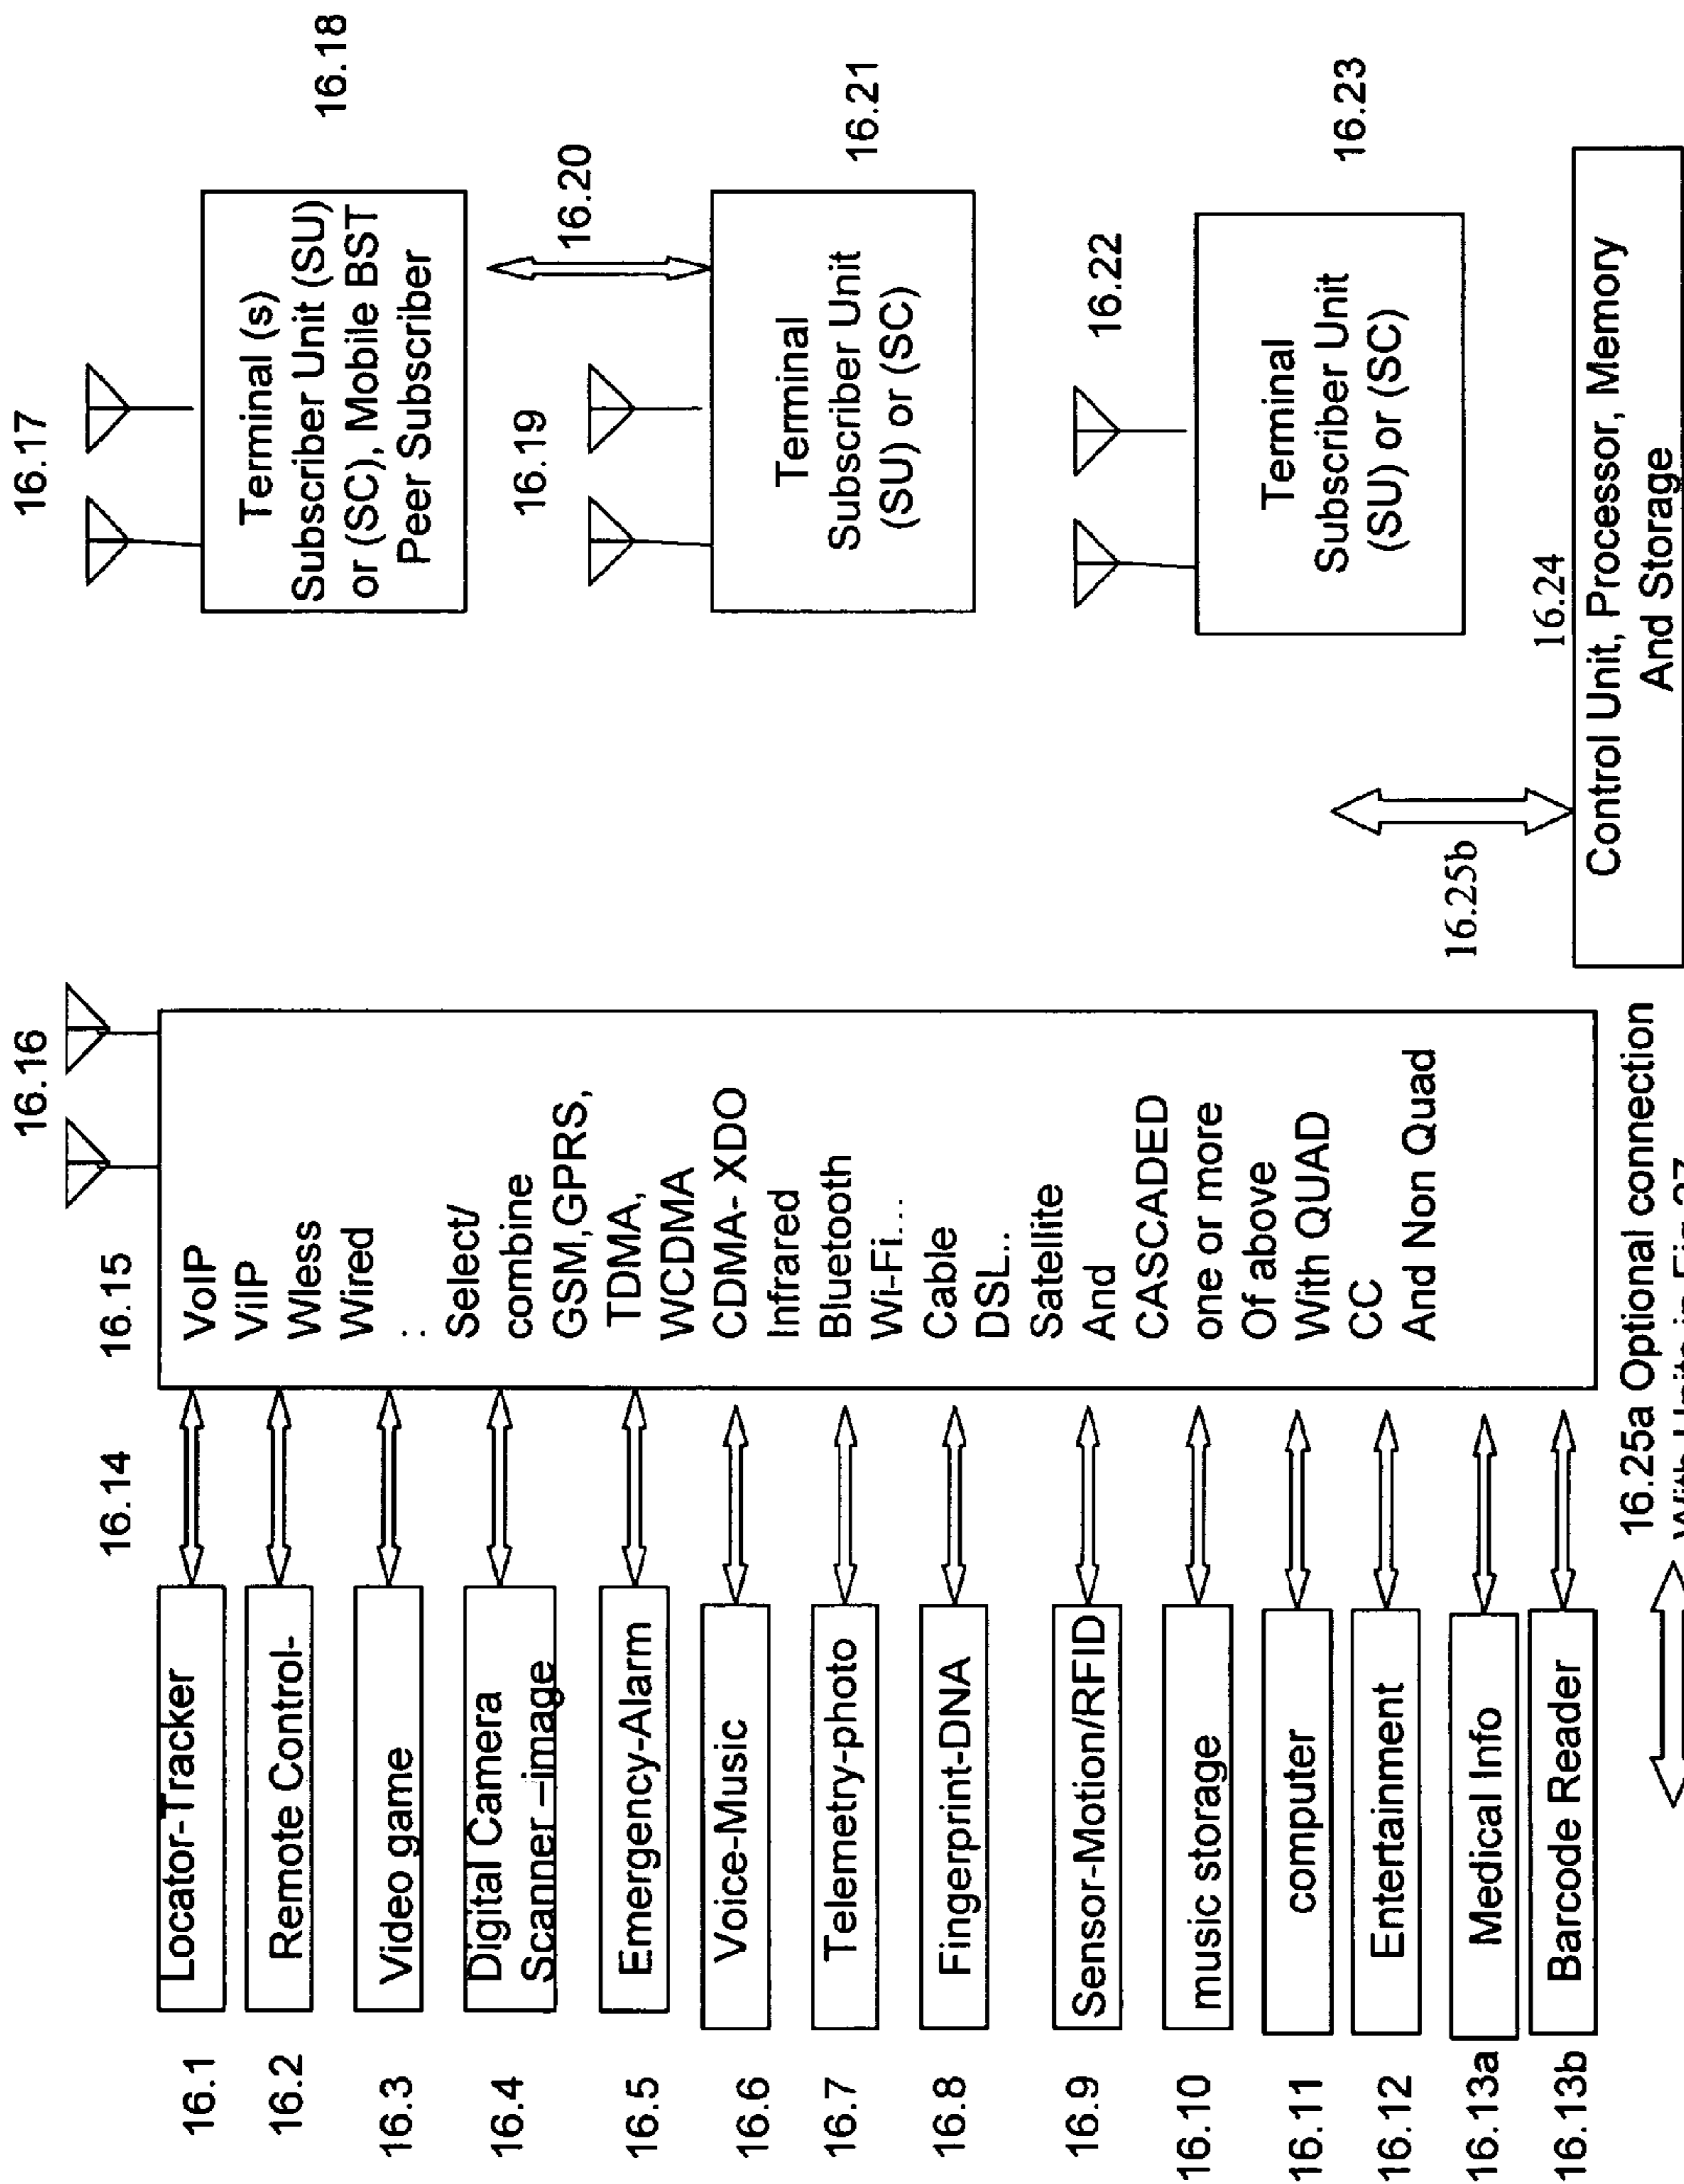 16.1
Locator-Tracker
16.2
Remote Control-
16.3
Video game
16.4
Digital Camera
Scanner –image
16.5
Emergency-Alarm
16.6
Voice-Music
16.7
Telemetry-photo
16.8
Fingerprint-DNA
16.9
Sensor-Motion/RFID
16.10
music storage
16.11
computer
16.12
Entertainment
16.13a
Medical Info
16.13b
Barcode Reader
16.14
16.15
16.16
VoIP
ViIP
Wless
Wired
:
Select/
combine
GSM,GPRS,
TDMA,
WCDMA
CDMA- XDO
Infrared
Bluetooth
Wi-Fi...
Cable
DSL..
Satellite
And
CASCADED
one or more
Of above
With QUAD
CC
And Non Quad
16.25a Optional connection
With Units in Fig 27
16.17
Terminal (s)
Subscriber Unit (SU)
or (SC), Mobile BST
Peer Subscriber
16.18
16.20
16.19
Terminal
Subscriber Unit
(SU) or (SC)
16.21
16.22
Terminal
Subscriber Unit
(SU) or (SC)
16.23
16.25b
16.24
Control Unit, Processor, Memory
And Storage